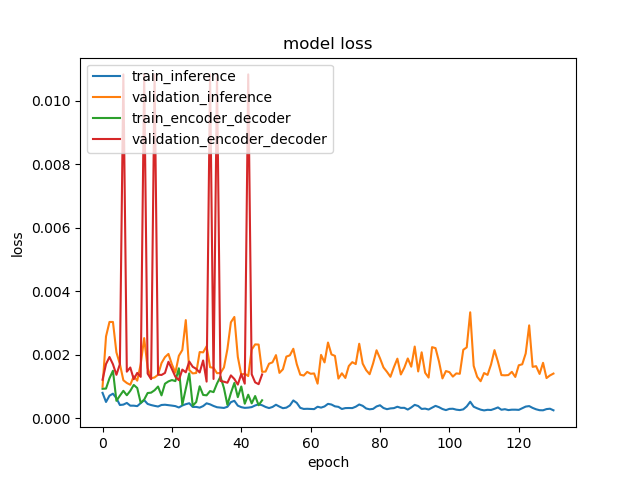 model loss
train_inference
validation_inference
train_encoder_decoder
validation_encoder_decoder
0.010
0.008
0.006
0.004
0.002
0.000
loss
0 20 40 60 80 100 120
epoch